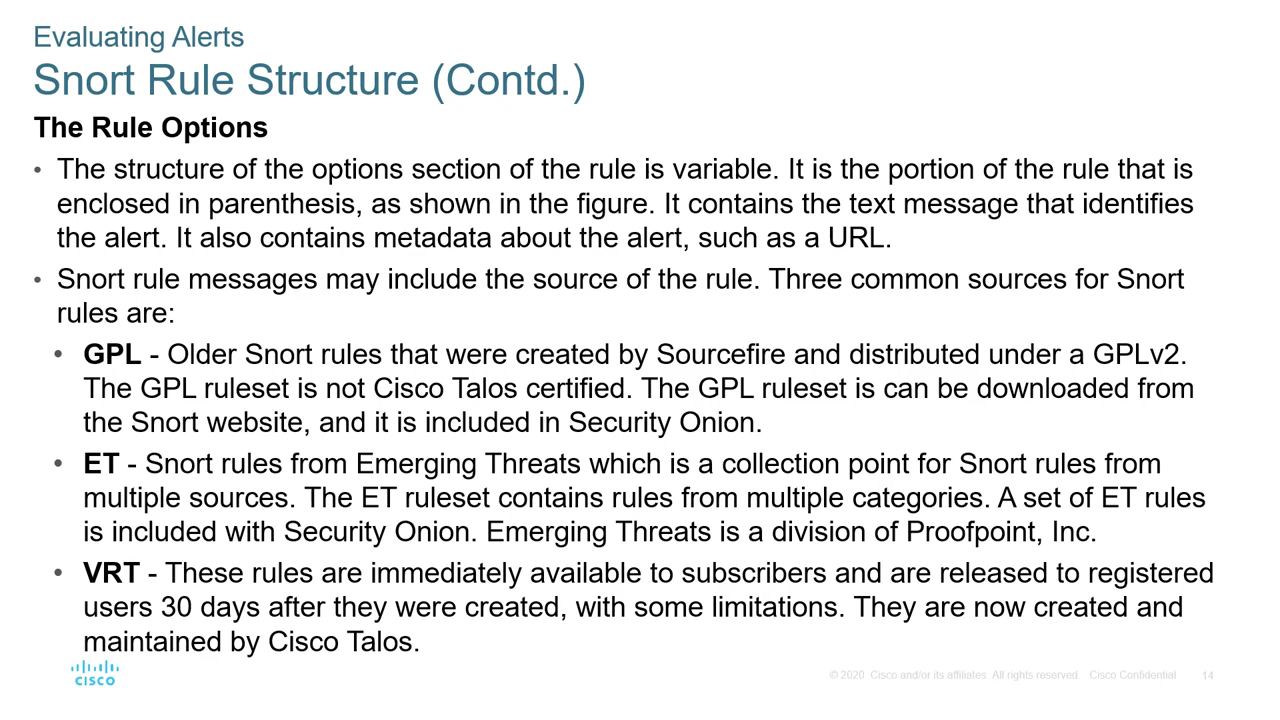 Evaluating Alerts
Snort Rule Structure (Contd.)
The Rule Options
• The structure of the options section of the rule is variable. It is the portion of the rule that is
enclosed in parenthesis, as shown in the figure. It contains the text message that identifies
the alert. It also contains metadata about the alert, such as a URL.
• Snort rule messages may include the source of the rule. Three common sources for Snort
rules are:
• GPL - Older Snort rules that were created by Sourcefire and distributed under a GPLv2.
The GPL ruleset is not Cisco Talos certified. The GPL ruleset is can be downloaded from
the Snort website, and it is included in Security Onion.
• ET - Snort rules from Emerging Threats which is a collection point for Snort rules from
multiple sources. The ET ruleset contains rules from multiple categories. A set of ET rules
is included with Security Onion. Emerging Threats is a division of Proofpoint, Inc.
• VRT - These rules are immediately available to subscribers and are released to registered
users 30 days after they were created, with some limitations. They are now created and
maintained by Cisco Talos.
CISCO
© 2020 Cisco and/or its affiliates. All rights reserved. Cisco Confidential 14